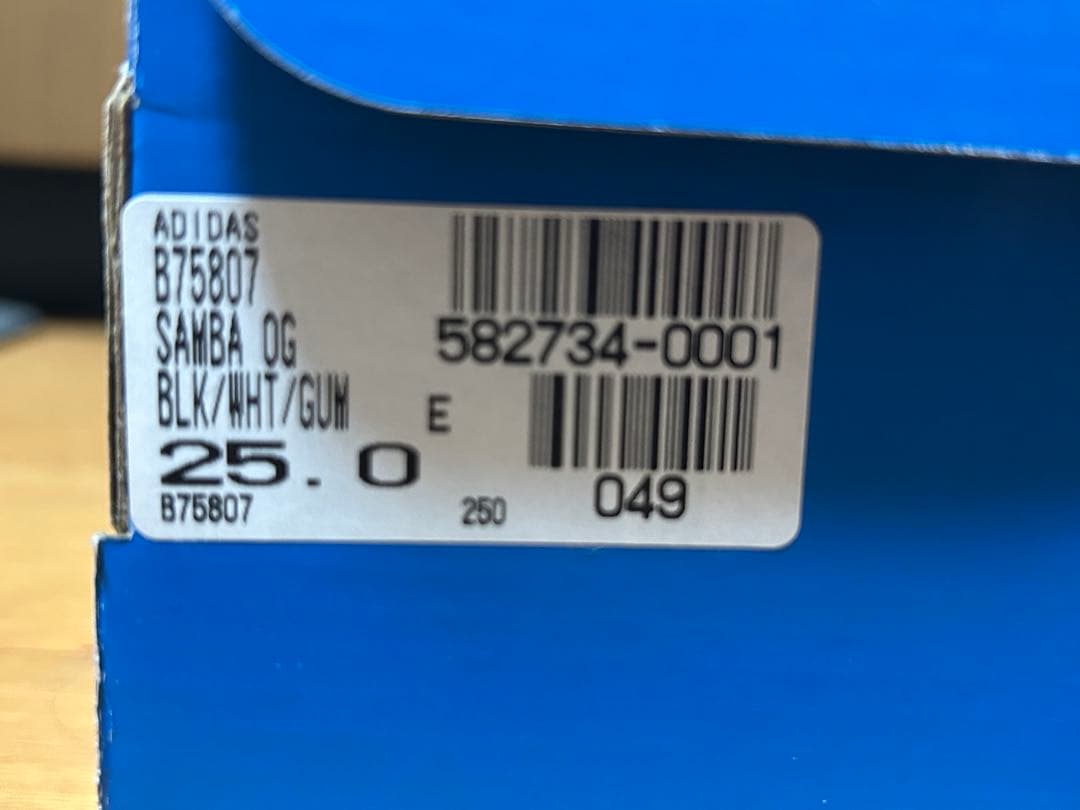 ADIDAS
B75807
SAMBA OG
BLK/WHT/GUM
E
25.0
B75807
250
582734-0001
049